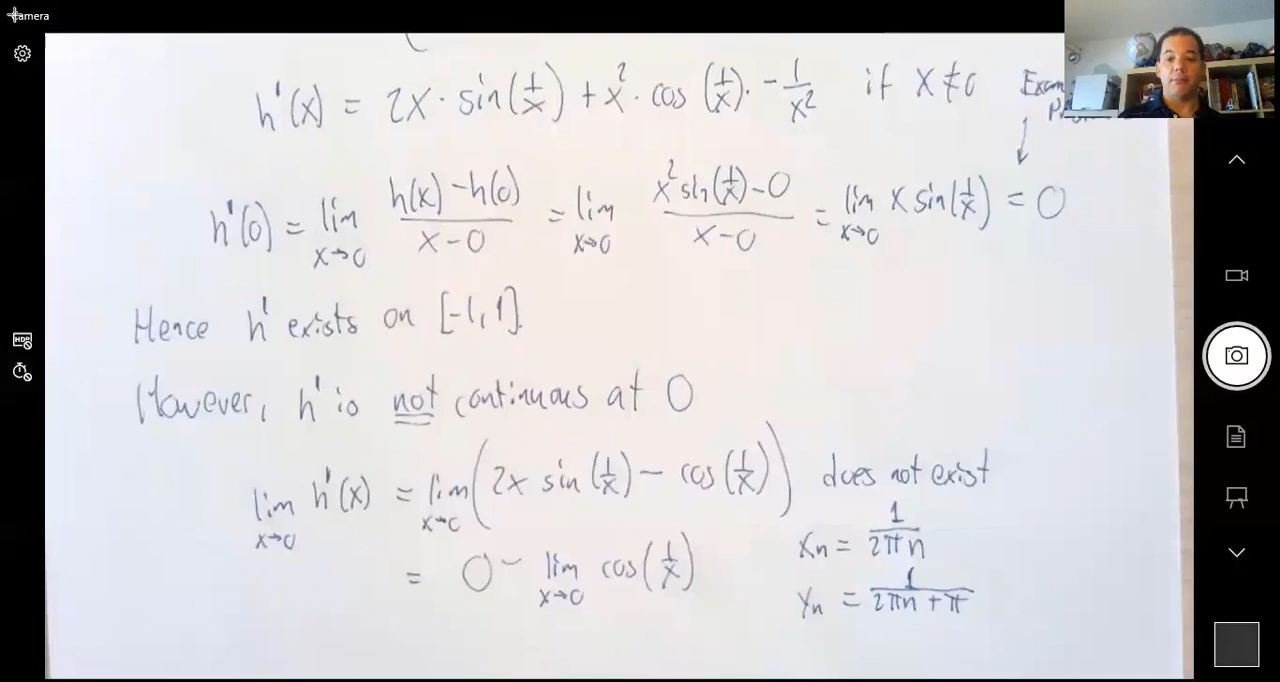 Camera
h'(x) = 2x · sin(1/x) + x² · cos(1/x) · -1/x² if x ≠ 0
h'(0) = lim x→0 h(x) - h(0) / x - 0 = lim x→0 x² sin(1/x) - 0 / x - 0 = lim x→0 x sin(1/x) = 0
Hence h' exists on [-1, 1].
However, h' is not continuous at 0
lim x→0 h'(x) = lim x→0 (2x sin(1/x) - cos(1/x)) does not exist
= 0 - lim x→0 cos(1/x)
xn = 1/2πn
yn = 1/2πn + π